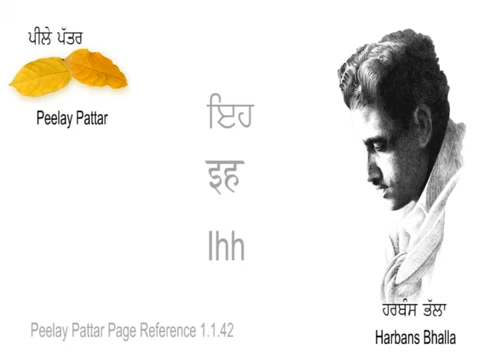 ਪੀਲੇ ਪੱਤਰ
Peelay Pattar
ਇਹ
इह
Ihh
ਹਰਬੰਸ ਭੱਲਾ
Harbans Bhalla
Peelay Pattar Page Reference 1.1.42